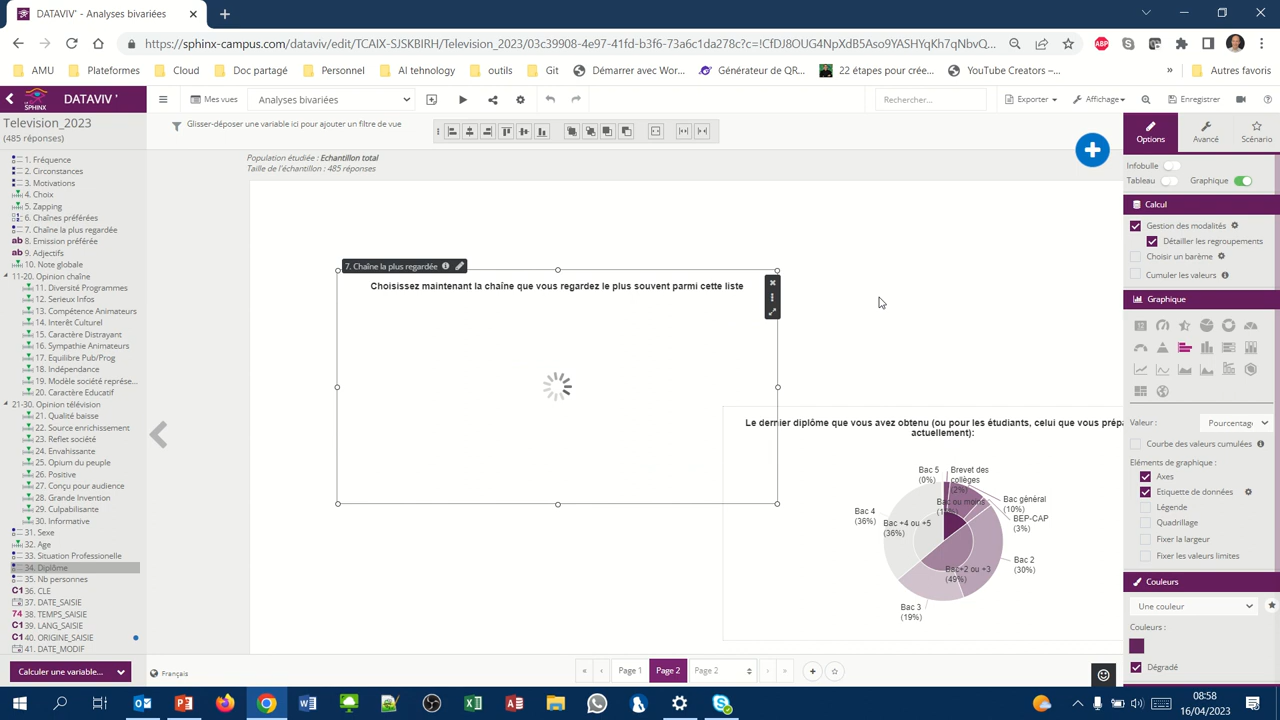 DATAVIV' - Analyses bivariées
https://sphinx-campus.com/dataviv/edit/
AMU
Plateformes
Cloud
Doc partagé
Personnel
AI tehnology
outils
Git
Démarrer avec Wor...
Générateur de QR...
22 étapes pour crée...
YouTube Creators –...
»
Autres favoris
SPHINX
DATAVIV '
Mes vues
Analyses bivariées
Rechercher...
Exporter
Affichage
Enregistrer
Television_2023
(485 réponses)
Glisser-déposer une variable ici pour ajouter un filtre de vue
Population étudiée : Echantillon total
Taille de l'échantillon : 485 réponses
1. Fréquence
2. Circonstances
3. Motivations
4. Choix
5. Zapping
6. Chaînes préférées
7. Chaîne la plus regardée
ab 8. Emission préférée
ab 9. Adjectifs
10. Note globale
11-20. Opinion chaîne
11. Diversité Programmes
12. Serieux Infos
13. Compétence Animateurs
14. Interêt Culturel
15. Caractère Distrayant
16. Sympathie Animateurs
17. Equilibre Pub/Prog
18. Indépendance
19. Modèle société représe...
20. Caractère Educatif
21-30. Opinion télévision
21. Qualité baisse
22. Source enrichissement
23. Reflet société
24. Envahissante
25. Opium du peuple
26. Positive
27. Conçu pour audience
28. Grande Invention
29. Culpabilisante
30. Informative
31. Sexe
32. Age
33. Situation Professionelle
34. Diplôme
35. Nb personnes
C1 36. CLE
37. DATE_SAISIE
74 38. TEMPS_SAISIE
C1 39. LANG_SAISIE
C1 40. ORIGINE_SAISIE
41. DATE_MODIF
Calculer une variable...
7. Chaîne la plus regardée
Choisissez maintenant la chaîne que vous regardez le plus souvent parmi cette liste
Le dernier diplôme que vous avez obtenu (ou pour les étudiants, celui que vous prépa
actuellement):
Bac 5
(0%)
Brevet des
collèges
(2%)
Bac ou moins
Bac général
(10%)
BEP-CAP
(3%)
Bac 4
(36%)
Bac +4 ou +5
(36%)
Bac 2
(30%)
Bac+2 ou +3
(49%)
Bac 3
(19%)
Français
«
‹
Page 1
Page 2
Page 2
›
»
Options
Avancé
Scénario
Infobulle
Tableau
Graphique
Calcul
Gestion des modalités
Détailler les regroupements
Choisir un barème
Cumuler les valeurs
Graphique
Valeur :
Pourcentage
Courbe des valeurs cumulées
Eléments de graphique :
Axes
Etiquette de données
Légende
Quadrillage
Fixer la largeur
Fixer les valeurs limites
Couleurs
Une couleur
Couleurs :
Dégradé
08:58
16/04/2023